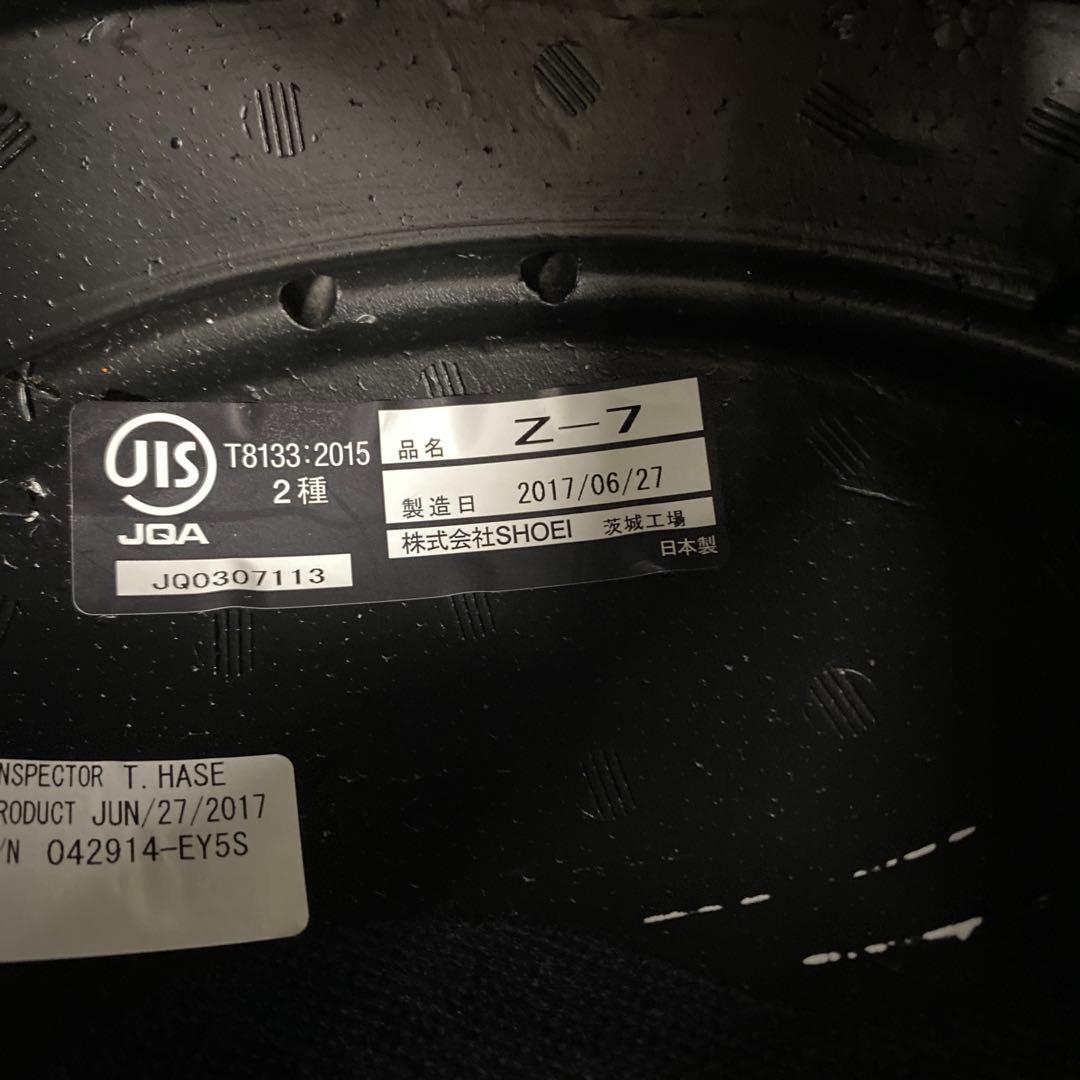 JIS
JQA
T8133:2015
2種
JQ0307113
品名 Z-7
製造日 2017/06/27
株式会社SHOEI 茨城工場
日本製
NSPECTOR T. HASE
RODUCT JUN/27/2017
/N 042914-EY5S